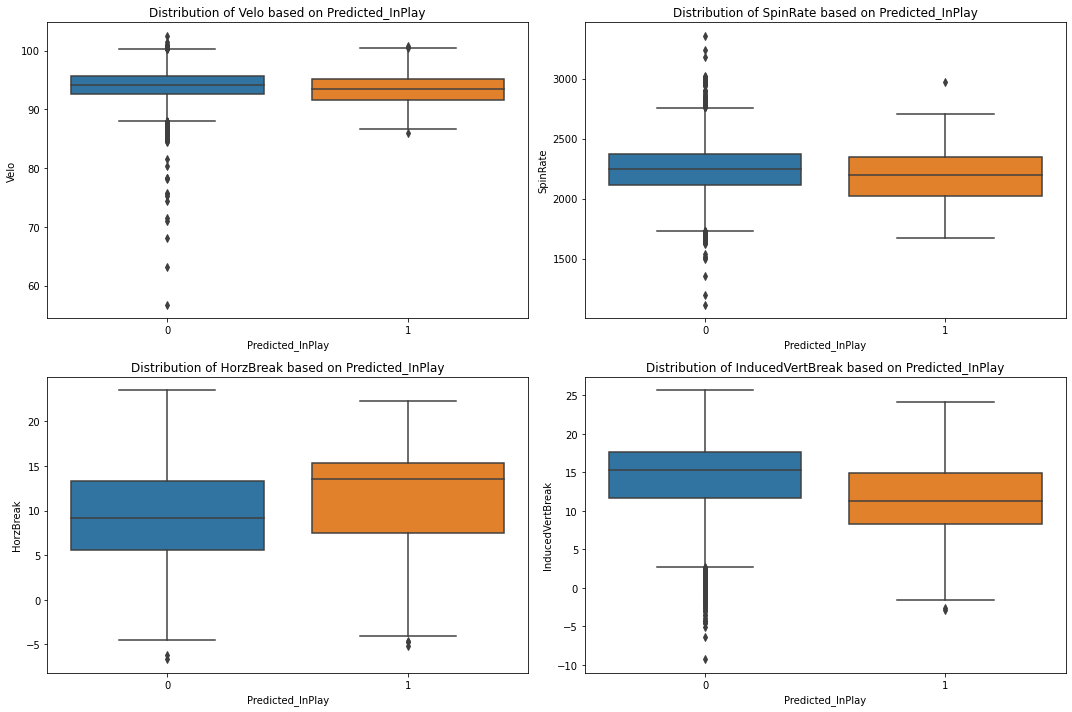 Distribution of Velo based on Predicted_InPlay
Velo
100
90
80
70
60
0
1
Predicted_InPlay
Distribution of SpinRate based on Predicted_InPlay
SpinRate
3000
2500
2000
1500
0
1
Predicted_InPlay
Distribution of HorzBreak based on Predicted_InPlay
HorzBreak
20
15
10
5
0
−5
0
1
Predicted_InPlay
Distribution of InducedVertBreak based on Predicted_InPlay
InducedVertBreak
25
20
15
10
5
0
−5
−10
0
1
Predicted_InPlay